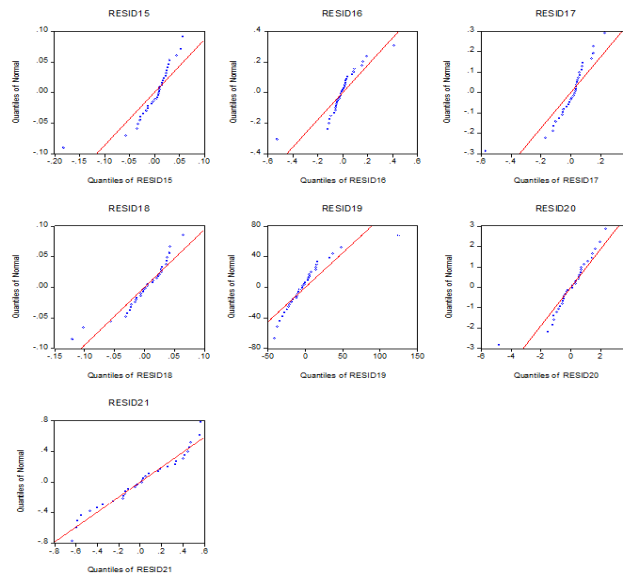 RESID15
RESID16
RESID17
Quantiles of Normal
.10
.05
.00
-.05
-.10
-.20 -.15 -.10 -.05 .00 .05 .10
Quantiles of RESID15
Quantiles of Normal
.4
.2
.0
-.2
-.4
-.6 -.4 -.2 .0 .2 .4 .6
Quantiles of RESID16
Quantiles of Normal
.3
.2
.1
.0
-.1
-.2
-.3
-.6 -.4 -.2 .0 .2
Quantiles of RESID17
RESID18
RESID19
RESID20
Quantiles of Normal
.10
.05
.00
-.05
-.10
-.15 -.10 -.05 .00 .05 .10
Quantiles of RESID18
Quantiles of Normal
80
40
0
-40
-80
-50 0 50 100 150
Quantiles of RESID19
Quantiles of Normal
3
2
1
0
-1
-2
-3
-6 -4 -2 0 2
Quantiles of RESID20
RESID21
Quantiles of Normal
.8
.4
.0
-.4
-.8
-.8 -.6 -.4 -.2 .0 .2 .4 .6
Quantiles of RESID21